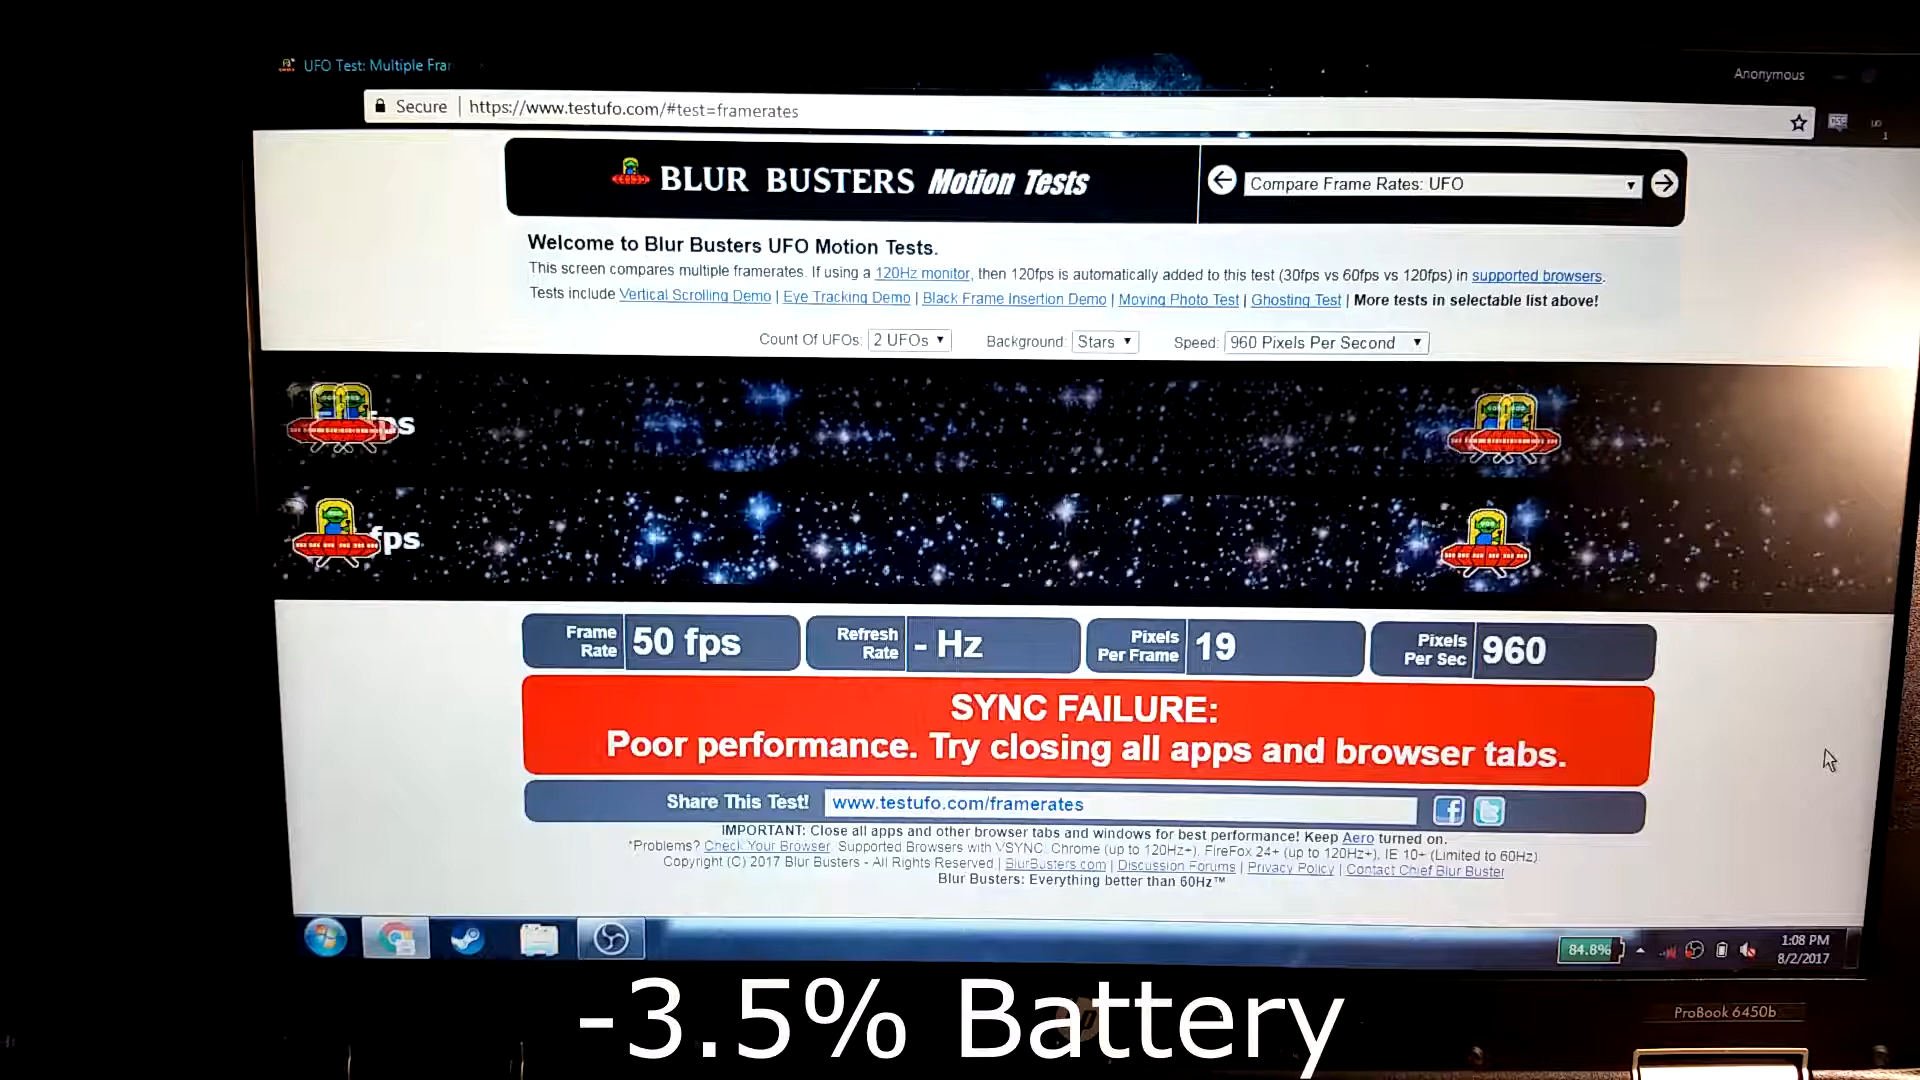 UFO Test: Multiple Fra
Anonymous
Secure | https://www.testufo.com/#test=framerates
BLUR BUSTERS Motion Tests
Compare Frame Rates: UFO
Welcome to Blur Busters UFO Motion Tests.
This screen compares multiple framerates. If using a 120Hz monitor, then 120fps is automatically added to this test (30fps vs 60fps vs 120fps) in supported browsers.
Tests include Vertical Scrolling Demo | Eye Tracking Demo | Black Frame Insertion Demo | Moving Photo Test | Ghosting Test | More tests in selectable list above!
Count Of UFOs: 2 UFOs Background: Stars Speed: 960 Pixels Per Second
fps
fps
Frame Rate 50 fps Refresh Rate - Hz Pixels Per Frame 19 Pixels Per Sec 960
SYNC FAILURE:
Poor performance. Try closing all apps and browser tabs.
Share This Test! www.testufo.com/framerates
IMPORTANT: Close all apps and other browser tabs and windows for best performance! Keep Aero turned on.
*Problems? Check Your Browser. Supported Browsers with VSYNC: Chrome (up to 120Hz+), FireFox 24+ (up to 120Hz+), IE 10+ (Limited to 60Hz)
Copyright (C) 2017 Blur Busters - All Rights Reserved | BlurBusters.com | Discussion Forums | Privacy Policy | Contact Chief Blur Buster
Blur Busters: Everything better than 60Hz™
84.8%
1:08 PM
8/2/2017
-3.5% Battery
ProBook 6450b